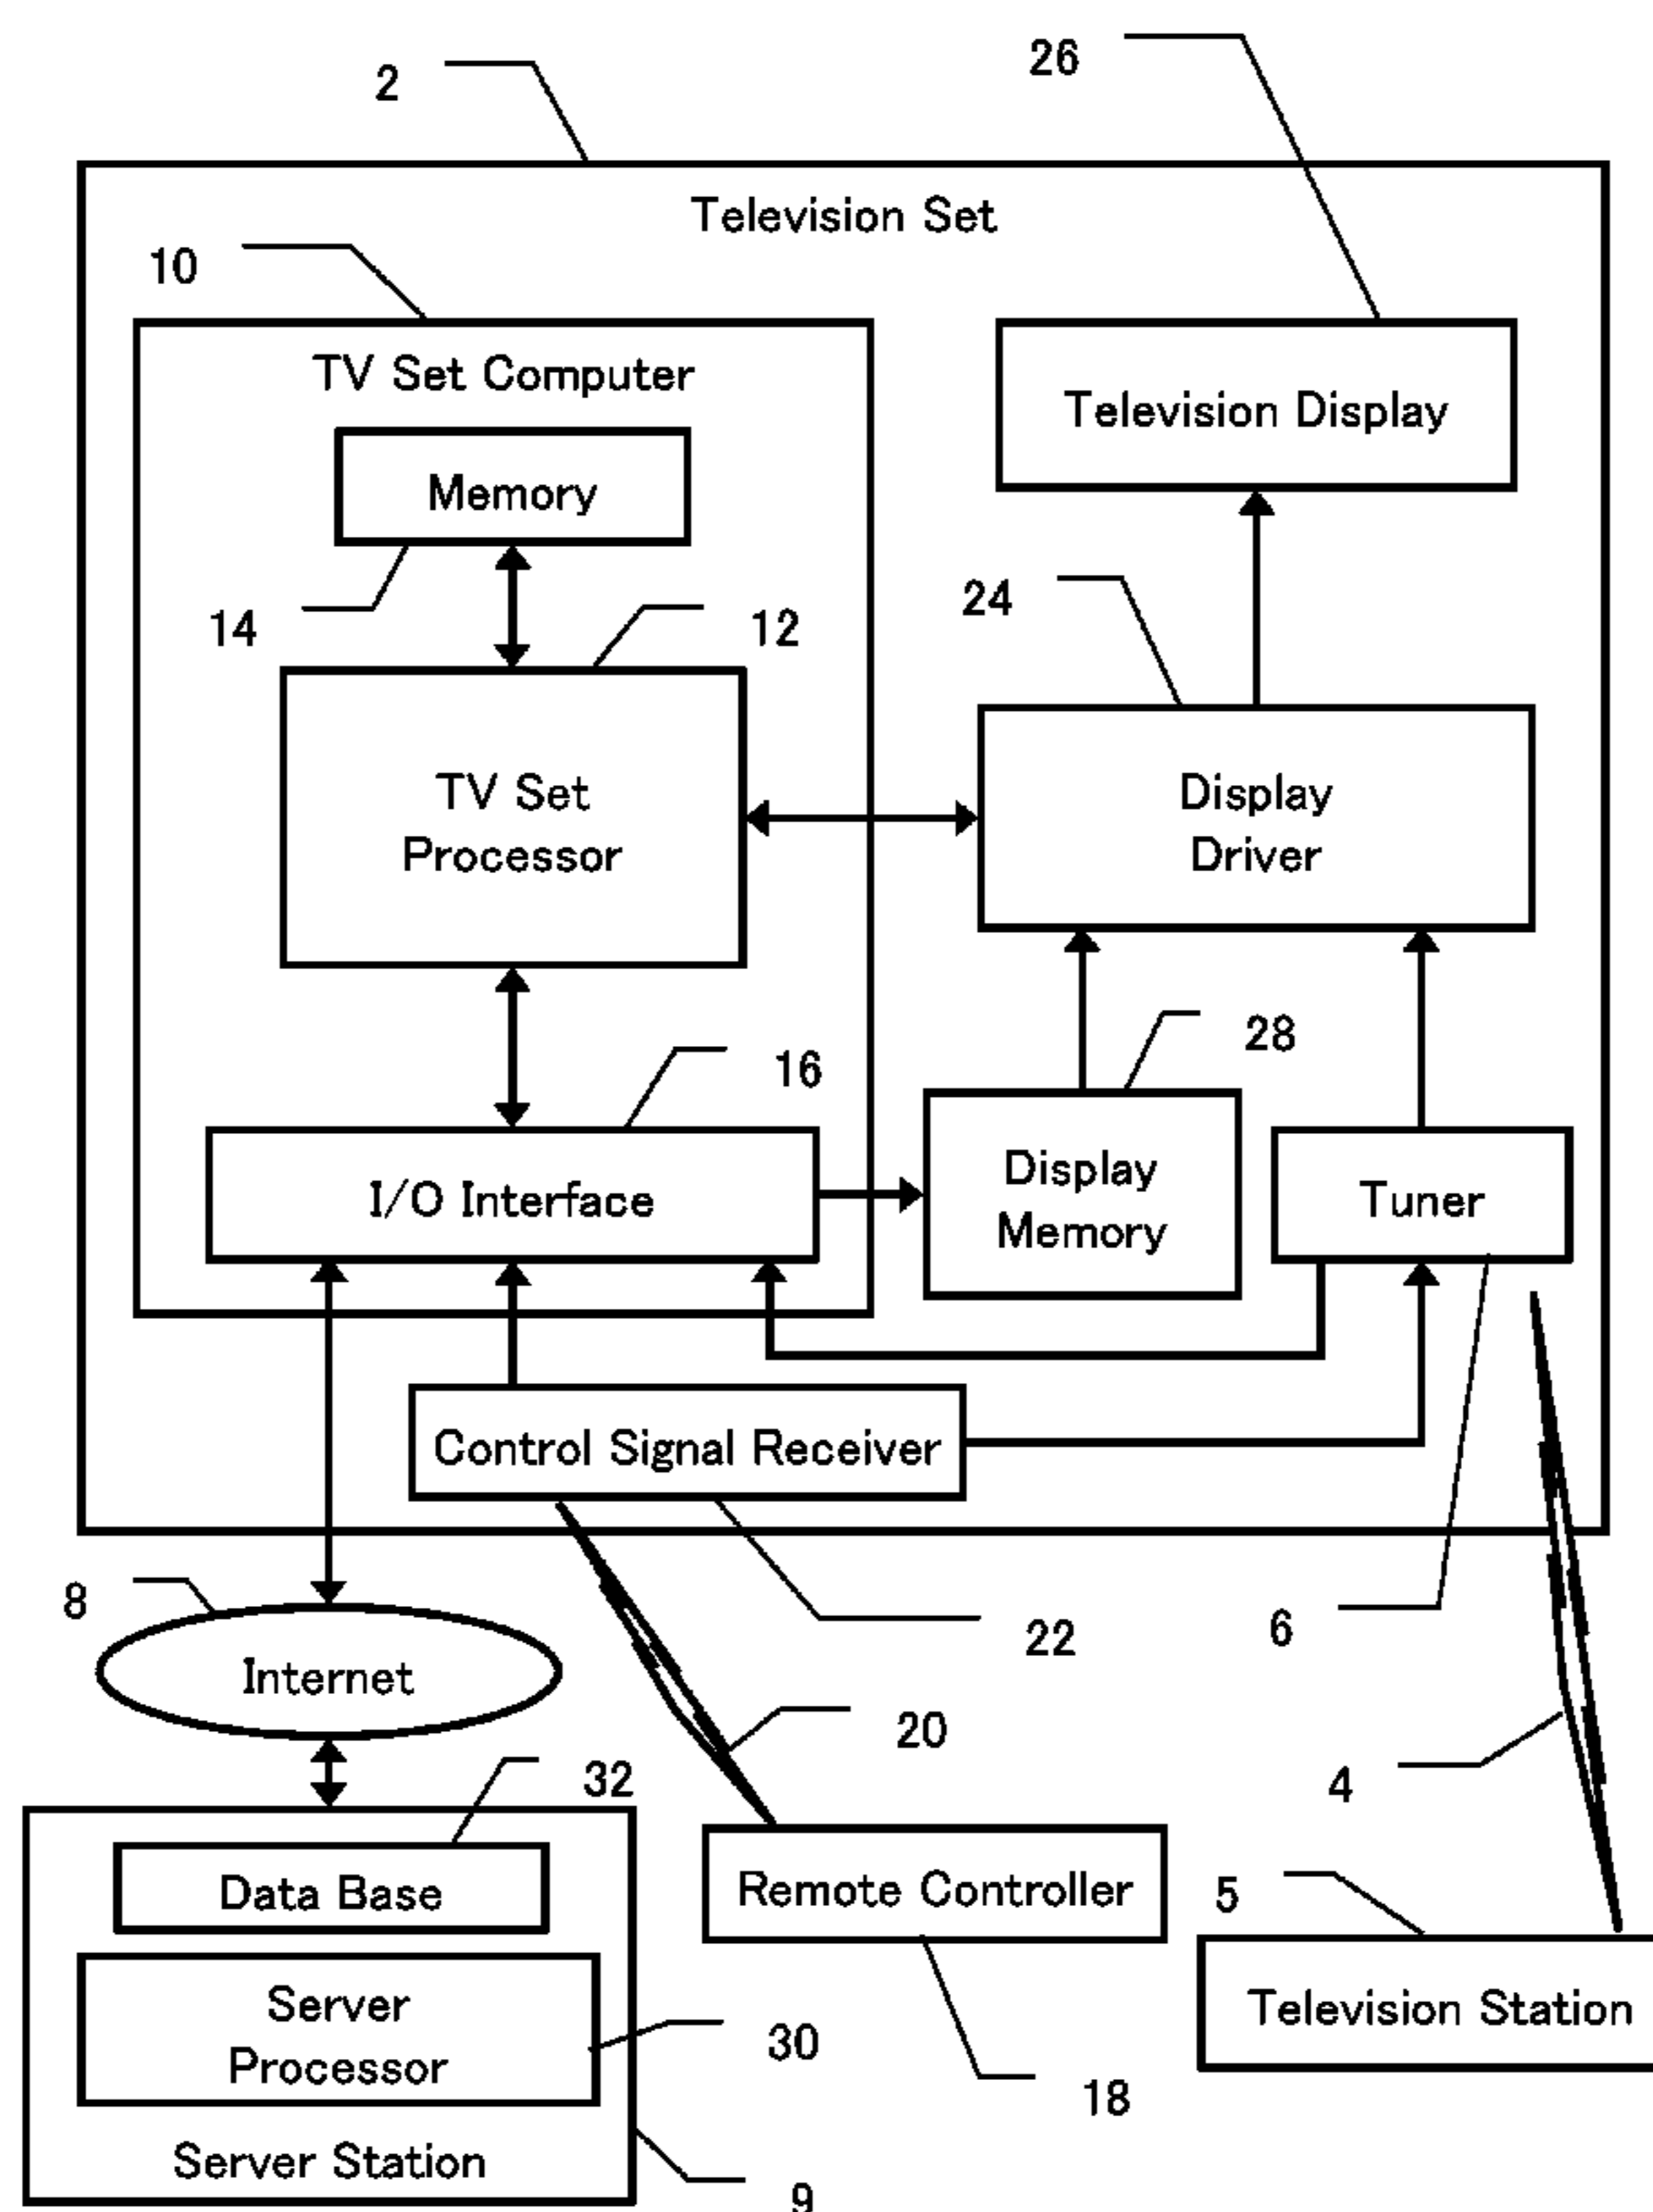 26
2
Television Set
10
TV Set Computer
Television Display
Memory
24
14
12
TV Set
Processor
Display
Driver
28
16
I/O Interface
Display
Memory
Tuner
Control Signal Receiver
8
22
6
Internet
20
32
4
Data Base
Remote Controller
5
Server
Processor
30
Television Station
18
Server Station
9